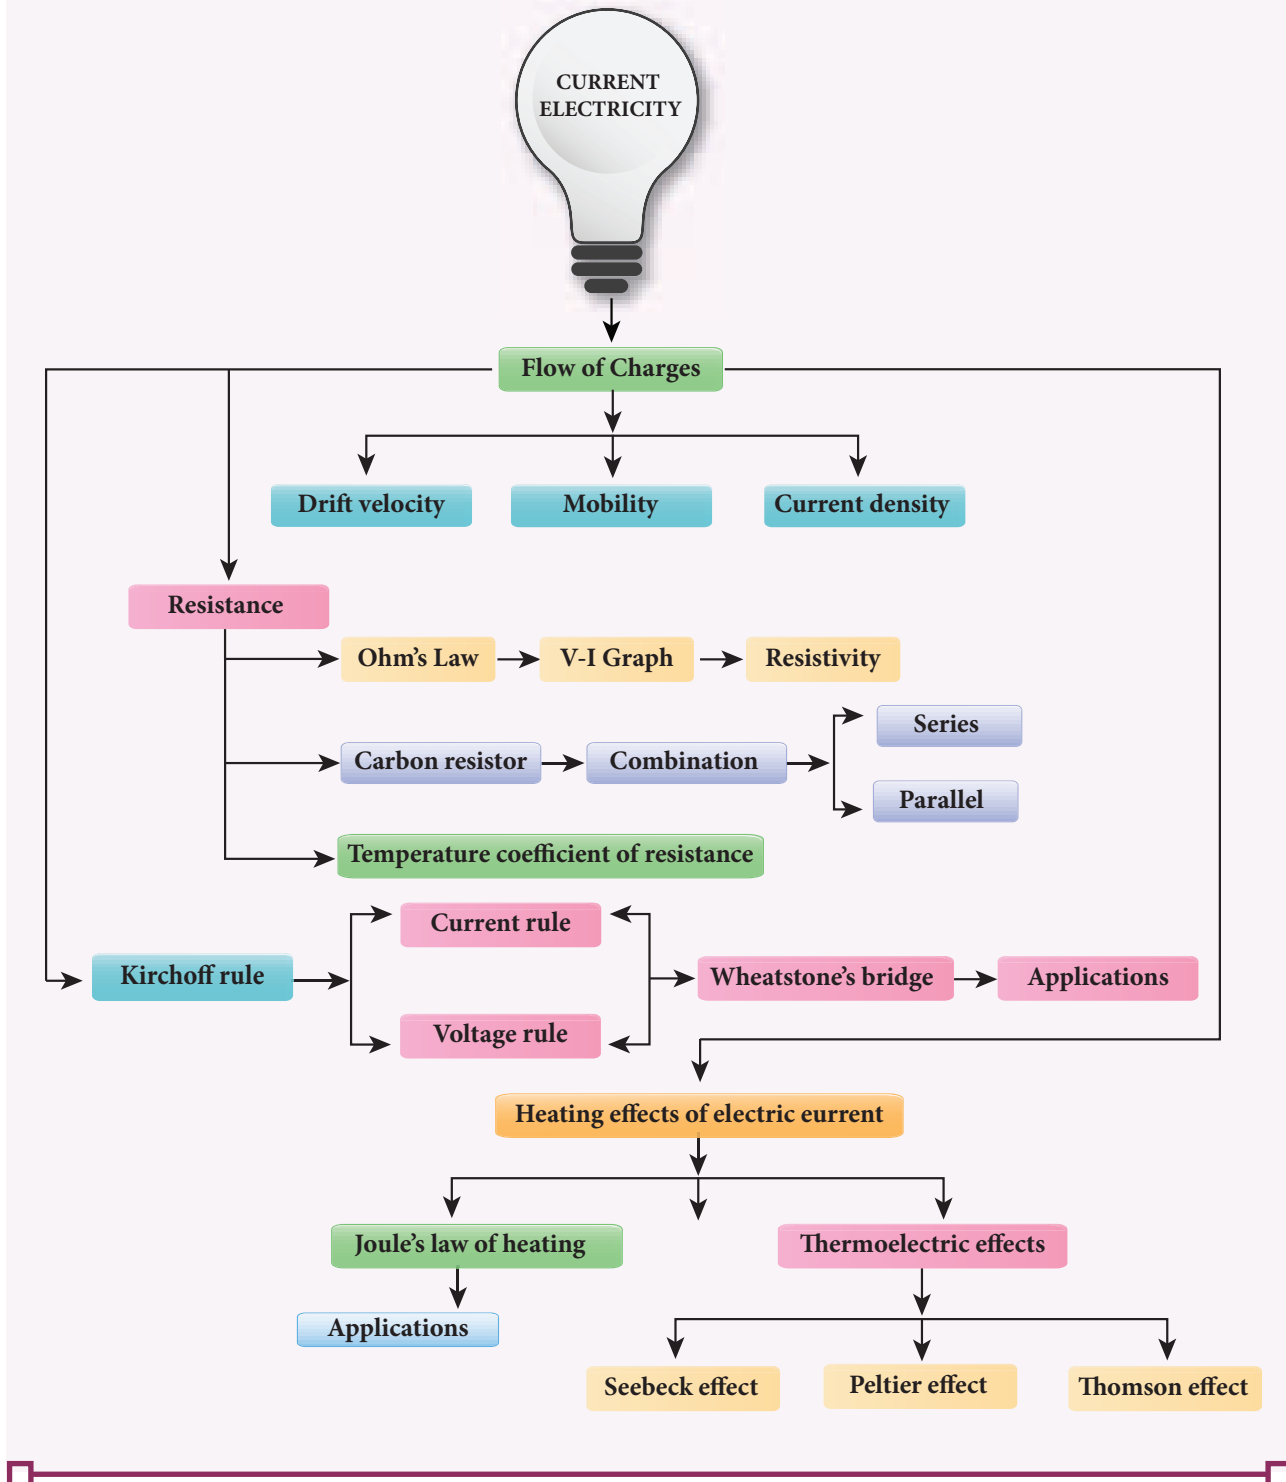 CURRENT
ELECTRICITY
Flow of Charges
Drift velocity
Mobility
Current density
Resistance
Ohm's Law
V-I Graph
Resistivity
Series
Carbon resistor
Combination
Parallel
Temperature coefficient of resistance
Current rule
Kirchoff rule
Wheatstone's bridge
Applications
Voltage rule
Heating effects of electric eurrent
Joule's law of heating
Thermoelectric effects
Applications
Seebeck effect
Peltier effect
Thomson effect